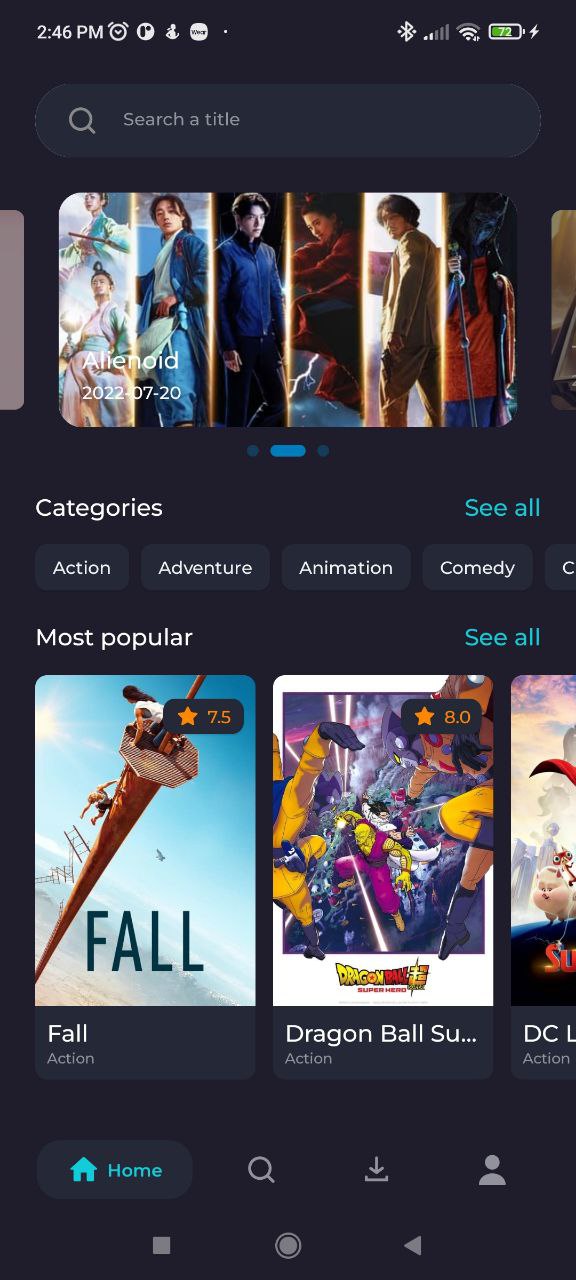 2:46 PM
Wear
72
Search a title
Alienoid
2022-07-20
Categories
See all
Action
Adventure
Animation
Comedy
C
Most popular
See all
7.5
8.0
FALL
DRAGON BALL
SUPER HERO
SU
Fall
Action
Dragon Ball Su...
Action
DC L
Action
Home